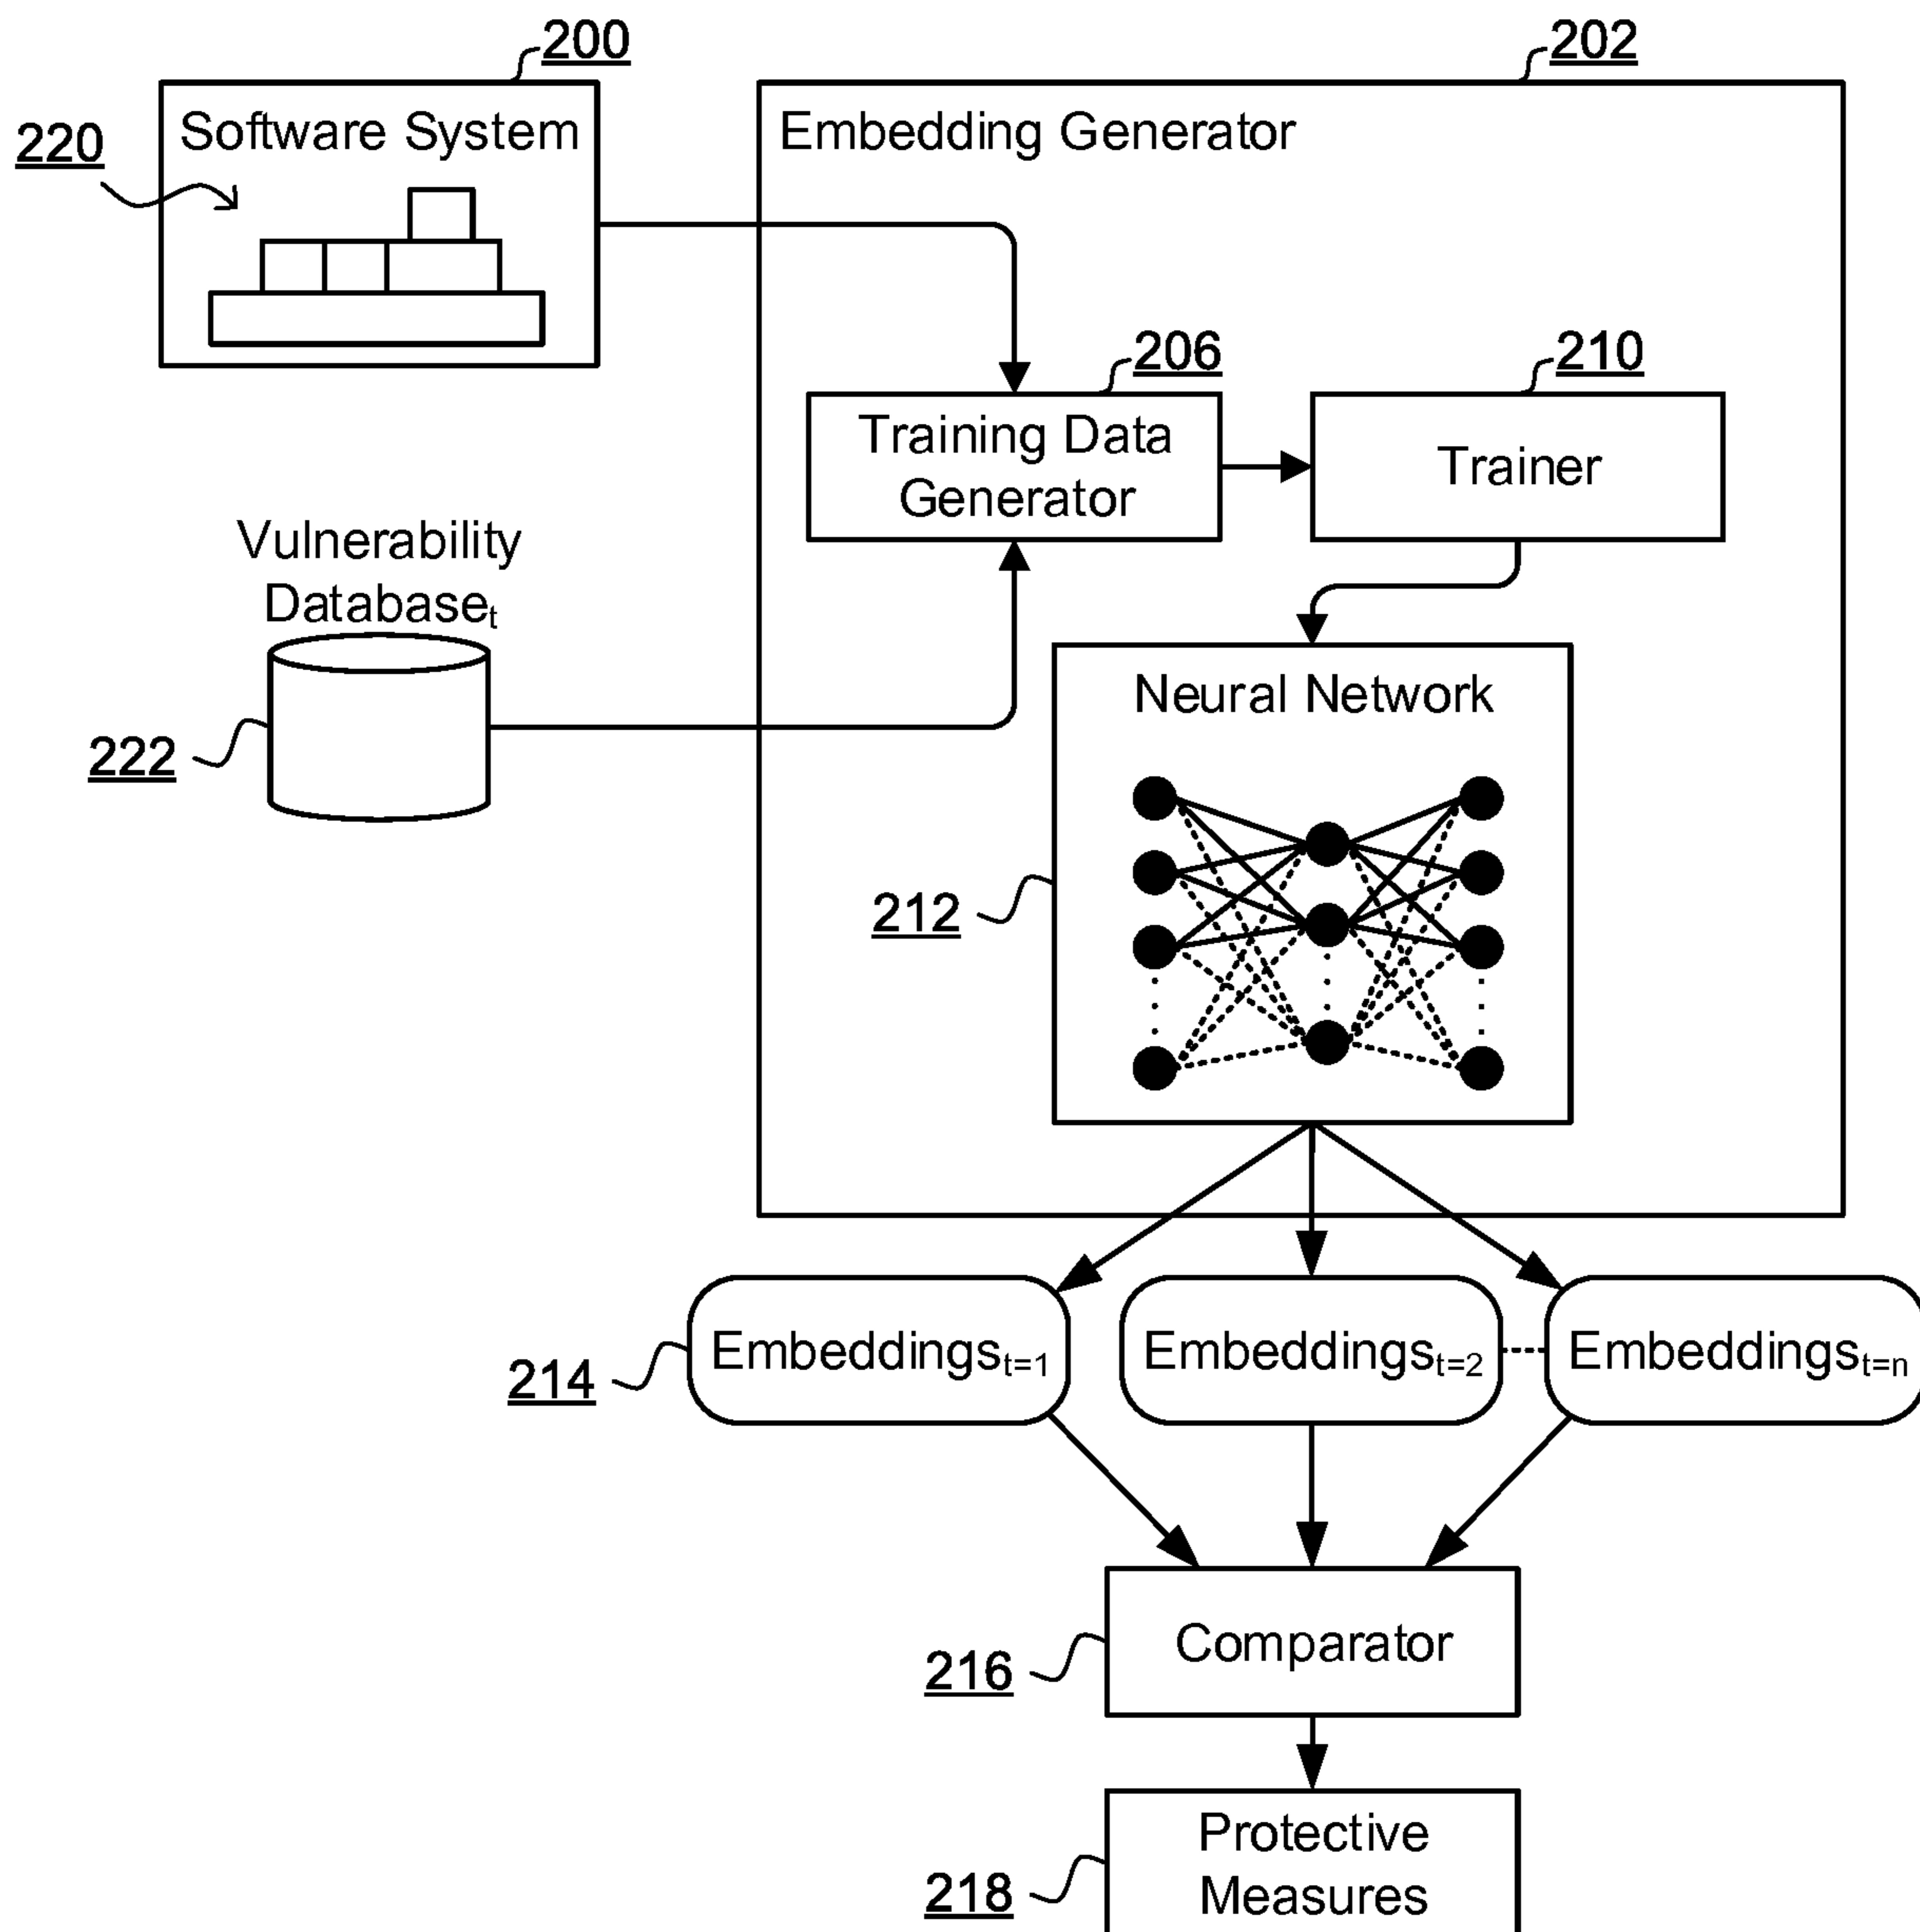 200
202
Software System
Embedding Generator
220
206
210
Training Data
Generator
Trainer
Vulnerability
Databaseₜ
222
Neural Network
212
Embeddingst=1
Embeddingst=2
Embeddingst=n
214
Comparator
216
Protective
Measures
218